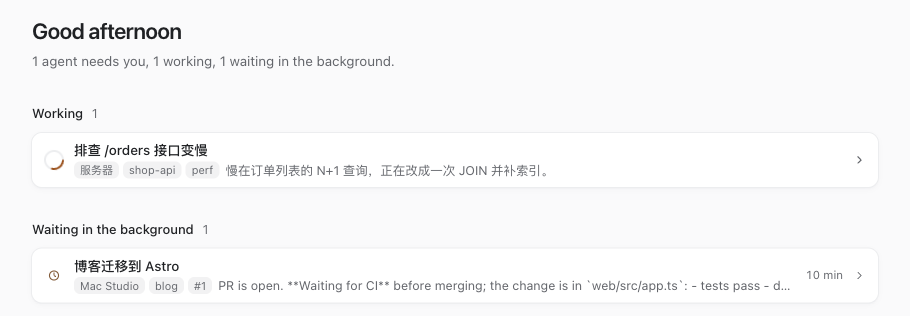 Good afternoon
1 agent needs you, 1 working, 1 waiting in the background.
Working 1
排查 /orders 接口变慢
服务器 shop-api perf 慢在订单列表的 N+1 查询，正在改成一次 JOIN 并补索引。
Waiting in the background 1
博客迁移到 Astro
Mac Studio blog #1 PR is open. **Waiting for CI** before merging; the change is in `web/src/app.ts`: - tests pass - d... 10 min